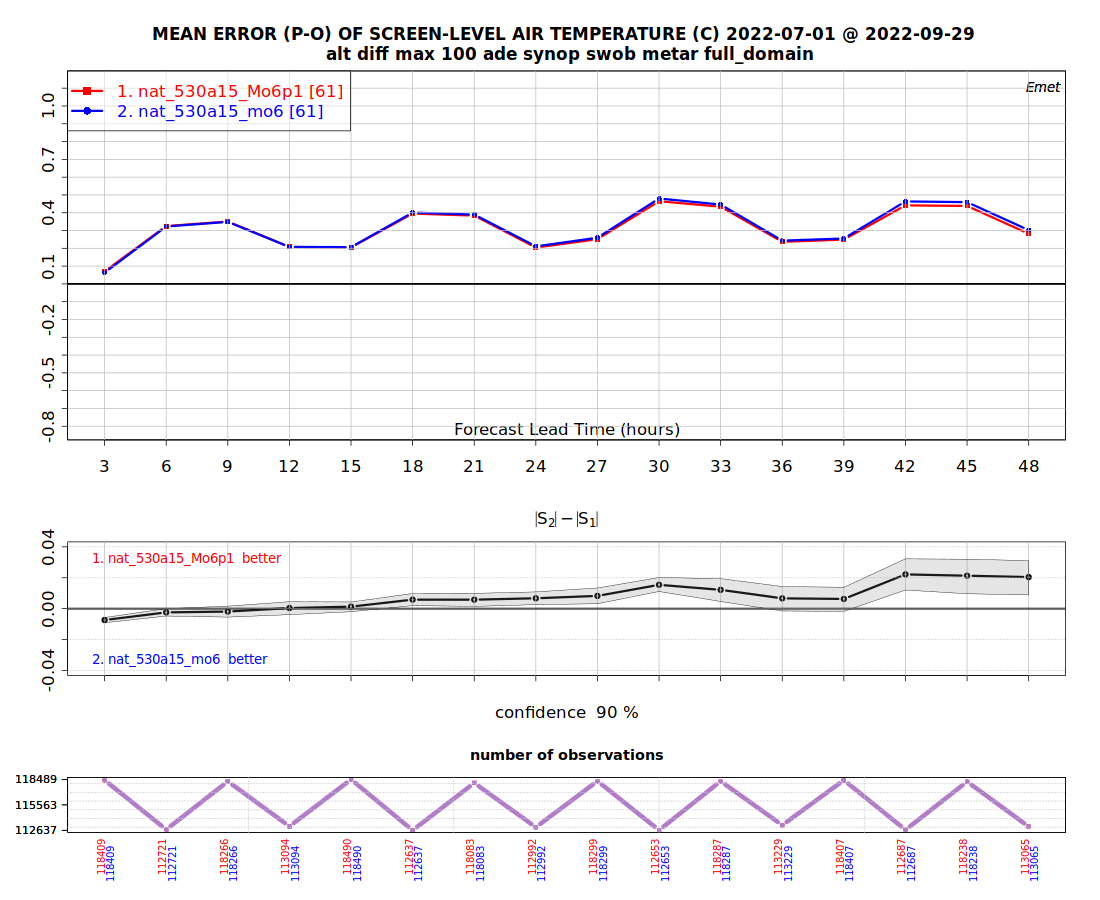 MEAN ERROR (P-O) OF SCREEN-LEVEL AIR TEMPERATURE (C) 2022-07-01 @ 2022-09-29
alt diff max 100 ade synop swob metar full_domain
1. nat_530a15_Mo6p1 [61]
2. nat_530a15_mo6 [61]
Emet
1.0
0.7
0.4
0.1
-0.2
-0.5
-0.8
Forecast Lead Time (hours)
3 6 9 12 15 18 21 24 27 30 33 36 39 42 45 48
|S2| − |S1|
0.04
0.00
-0.04
1. nat_530a15_Mo6p1 better
2. nat_530a15_mo6 better
confidence 90 %
number of observations
118489
115563
112637
118409 112721 118266 113094 118490 112637 118083 112992 118299 112653 118287 113229 118407 112687 118238 113065
118409 112721 118266 113094 118490 112637 118083 112992 118299 112653 118287 113229 118407 112687 118238 113065